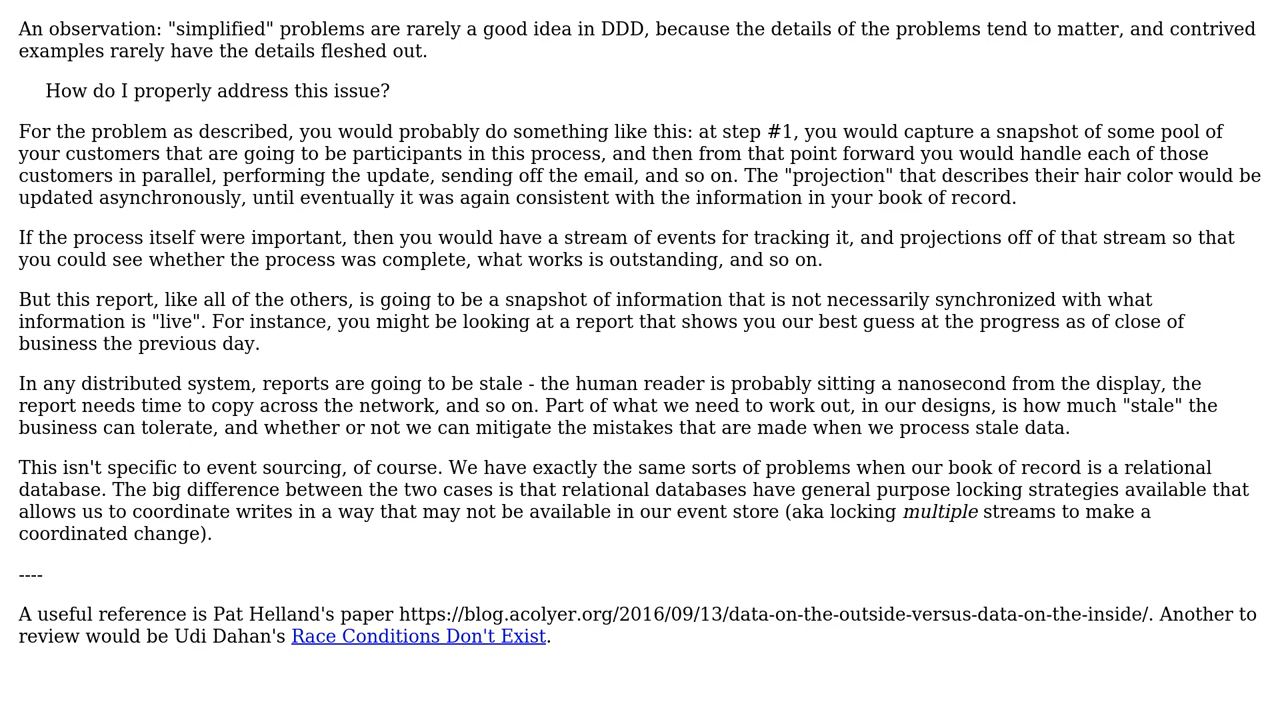 An observation: "simplified" problems are rarely a good idea in DDD, because the details of the problems tend to matter, and contrived
examples rarely have the details fleshed out.
How do I properly address this issue?
For the problem as described, you would probably do something like this: at step #1, you would capture a snapshot of some pool of
your customers that are going to be participants in this process, and then from that point forward you would handle each of those
customers in parallel, performing the update, sending off the email, and so on. The "projection" that describes their hair color would be
updated asynchronously, until eventually it was again consistent with the information in your book of record.
If the process itself were important, then you would have a stream of events for tracking it, and projections off of that stream so that
you could see whether the process was complete, what works is outstanding, and so on.
But this report, like all of the others, is going to be a snapshot of information that is not necessarily synchronized with what
information is "live". For instance, you might be looking at a report that shows you our best guess at the progress as of close of
business the previous day.
In any distributed system, reports are going to be stale - the human reader is probably sitting a nanosecond from the display, the
report needs time to copy across the network, and so on. Part of what we need to work out, in our designs, is how much "stale" the
business can tolerate, and whether or not we can mitigate the mistakes that are made when we process stale data.
This isn't specific to event sourcing, of course. We have exactly the same sorts of problems when our book of record is a relational
database. The big difference between the two cases is that relational databases have general purpose locking strategies available that
allows us to coordinate writes in a way that may not be available in our event store (aka locking multiple streams to make a
coordinated change).
----
A useful reference is Pat Helland's paper https://blog.acolyer.org/2016/09/13/data-on-the-outside-versus-data-on-the-inside/. Another to
review would be Udi Dahan's Race Conditions Don't Exist.